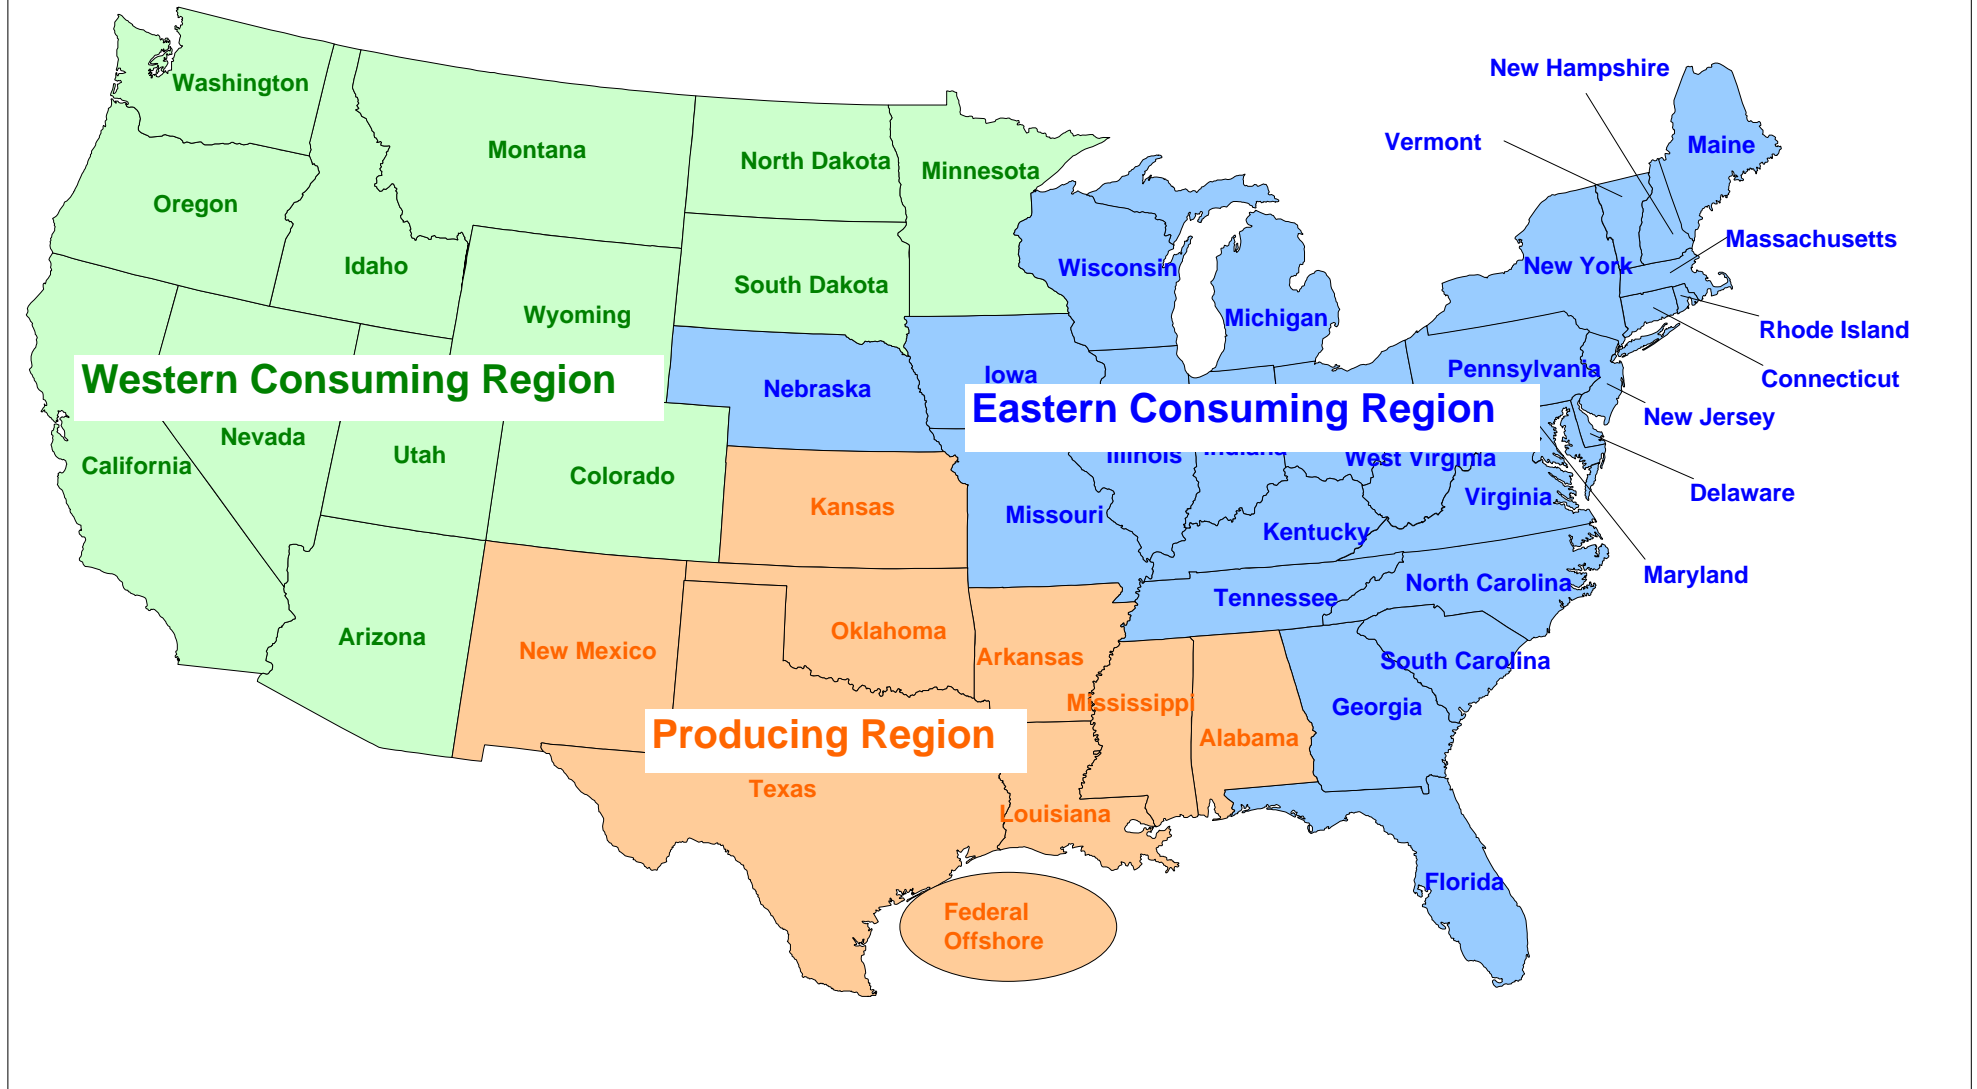 New Hampshire
Washington
Vermont
Maine
Montana
North Dakota
Minnesota
Oregon
Massachusetts
Idaho
Wisconsin
New York
South Dakota
Wyoming
Michigan
Rhode Island
Western Consuming Region
Nebraska
Iowa
Pennsylvania
Connecticut
Eastern Consuming Region
New Jersey
Nevada
Utah
California
Colorado
Illinois
Indiana
West Virginia
Virginia
Delaware
Kansas
Missouri
Kentucky
Maryland
North Carolina
Tennessee
Arizona
New Mexico
Oklahoma
Arkansas
South Carolina
Mississippi
Georgia
Producing Region
Alabama
Texas
Louisiana
Florida
Federal
Offshore